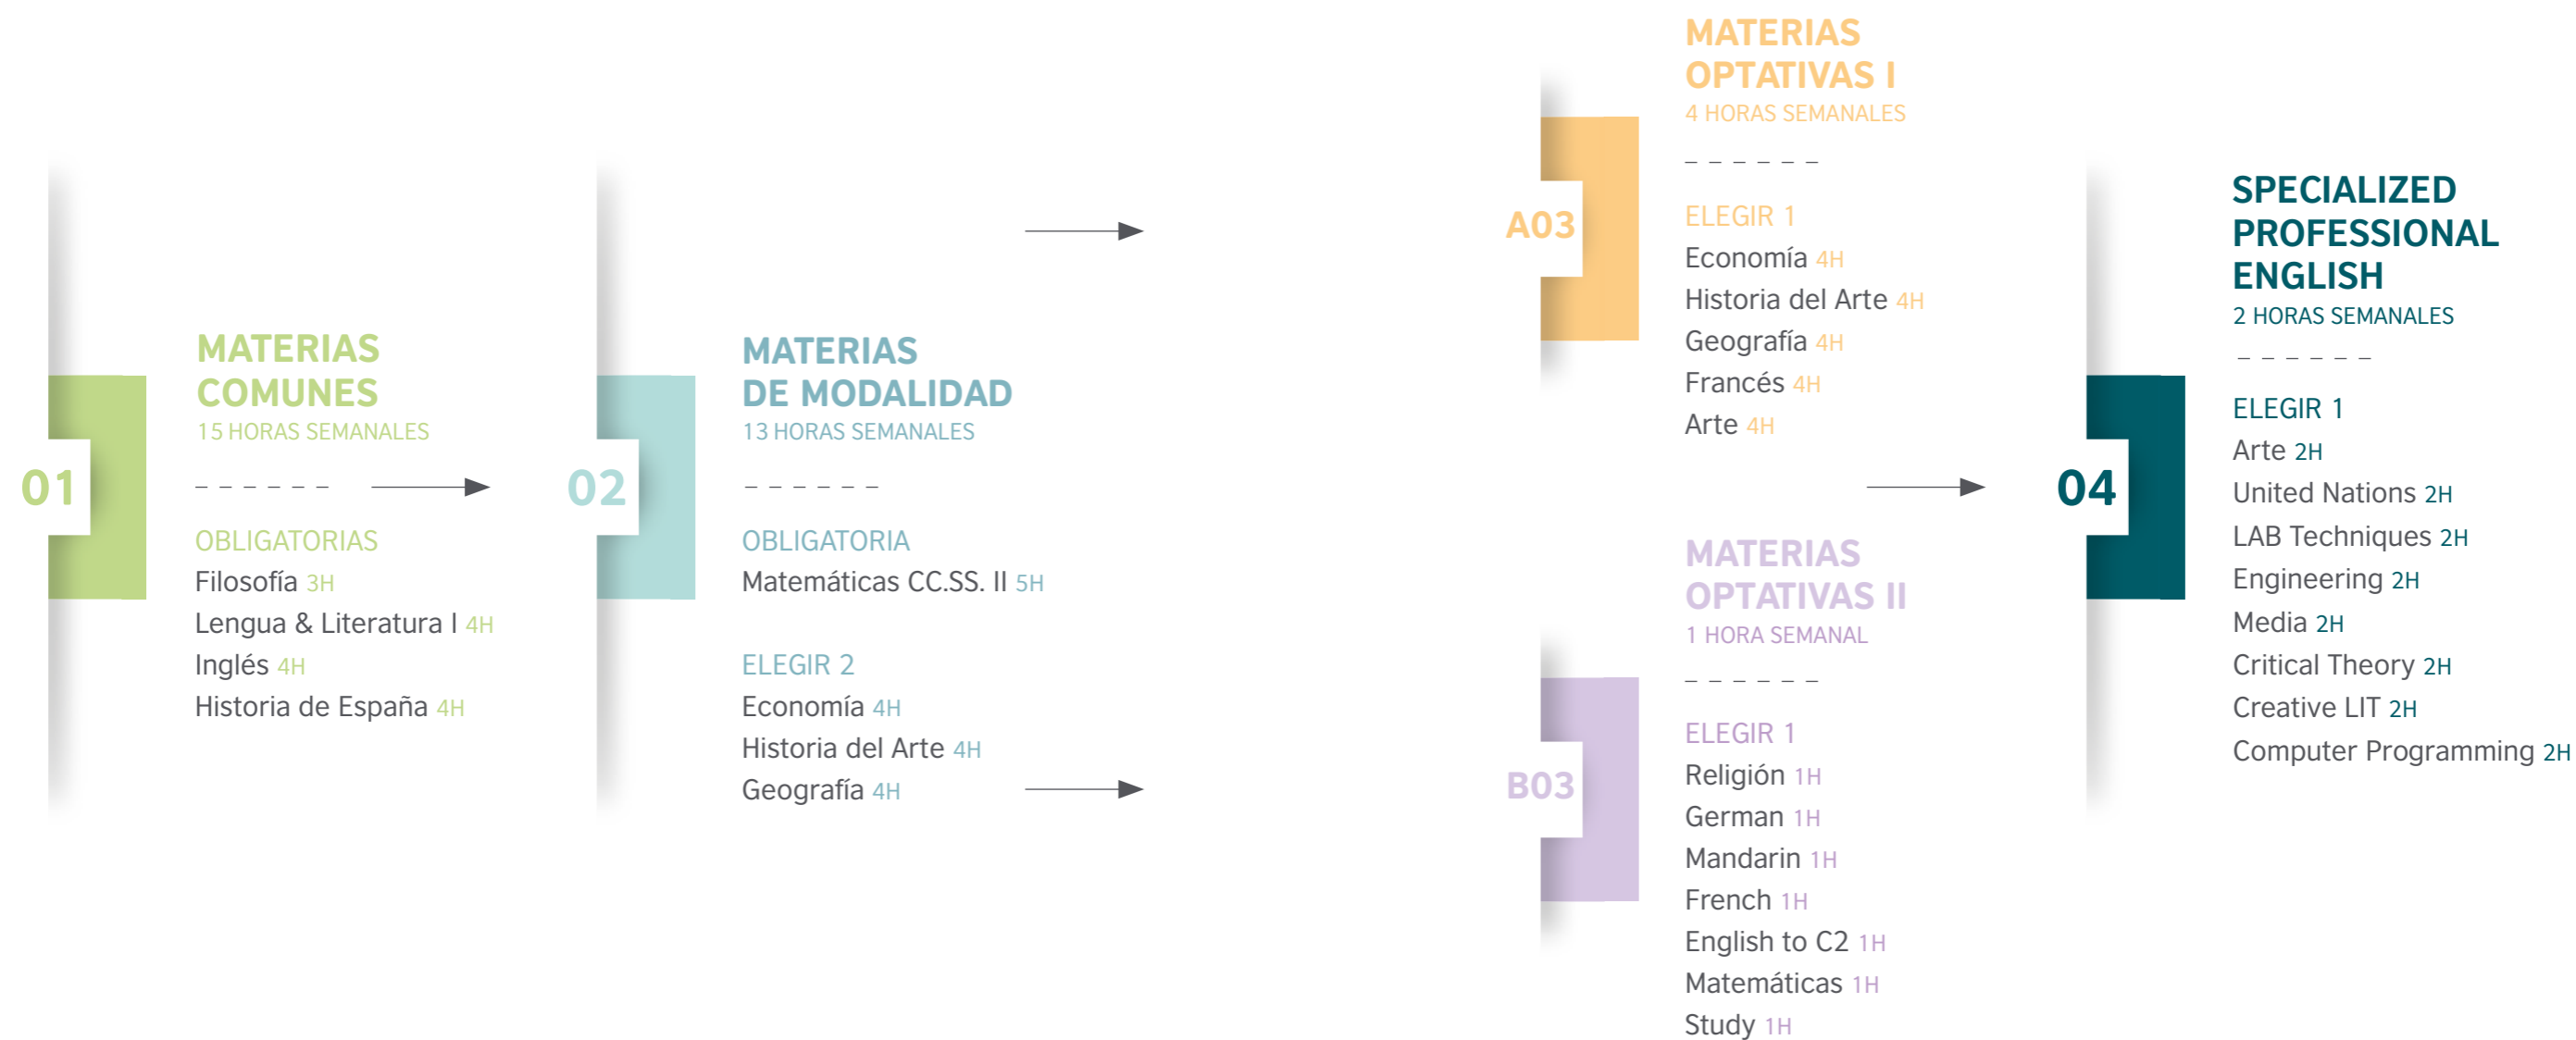 01
MATERIAS
COMUNES
15 HORAS SEMANALES
OBLIGATORIAS
Filosofía 3H
Lengua & Literatura I 4H
Inglés 4H
Historia de España 4H
02
MATERIAS
DE MODALIDAD
13 HORAS SEMANALES
OBLIGATORIA
Matemáticas CC.SS. II 5H
ELEGIR 2
Economía 4H
Historia del Arte 4H
Geografía 4H
A03
MATERIAS
OPTATIVAS I
4 HORAS SEMANALES
ELEGIR 1
Economía 4H
Historia del Arte 4H
Geografía 4H
Francés 4H
Arte 4H
B03
MATERIAS
OPTATIVAS II
1 HORA SEMANAL
ELEGIR 1
Religión 1H
German 1H
Mandarin 1H
French 1H
English to C2 1H
Matemáticas 1H
Study 1H
04
SPECIALIZED
PROFESSIONAL
ENGLISH
2 HORAS SEMANALES
ELEGIR 1
Arte 2H
United Nations 2H
LAB Techniques 2H
Engineering 2H
Media 2H
Critical Theory 2H
Creative LIT 2H
Computer Programming 2H